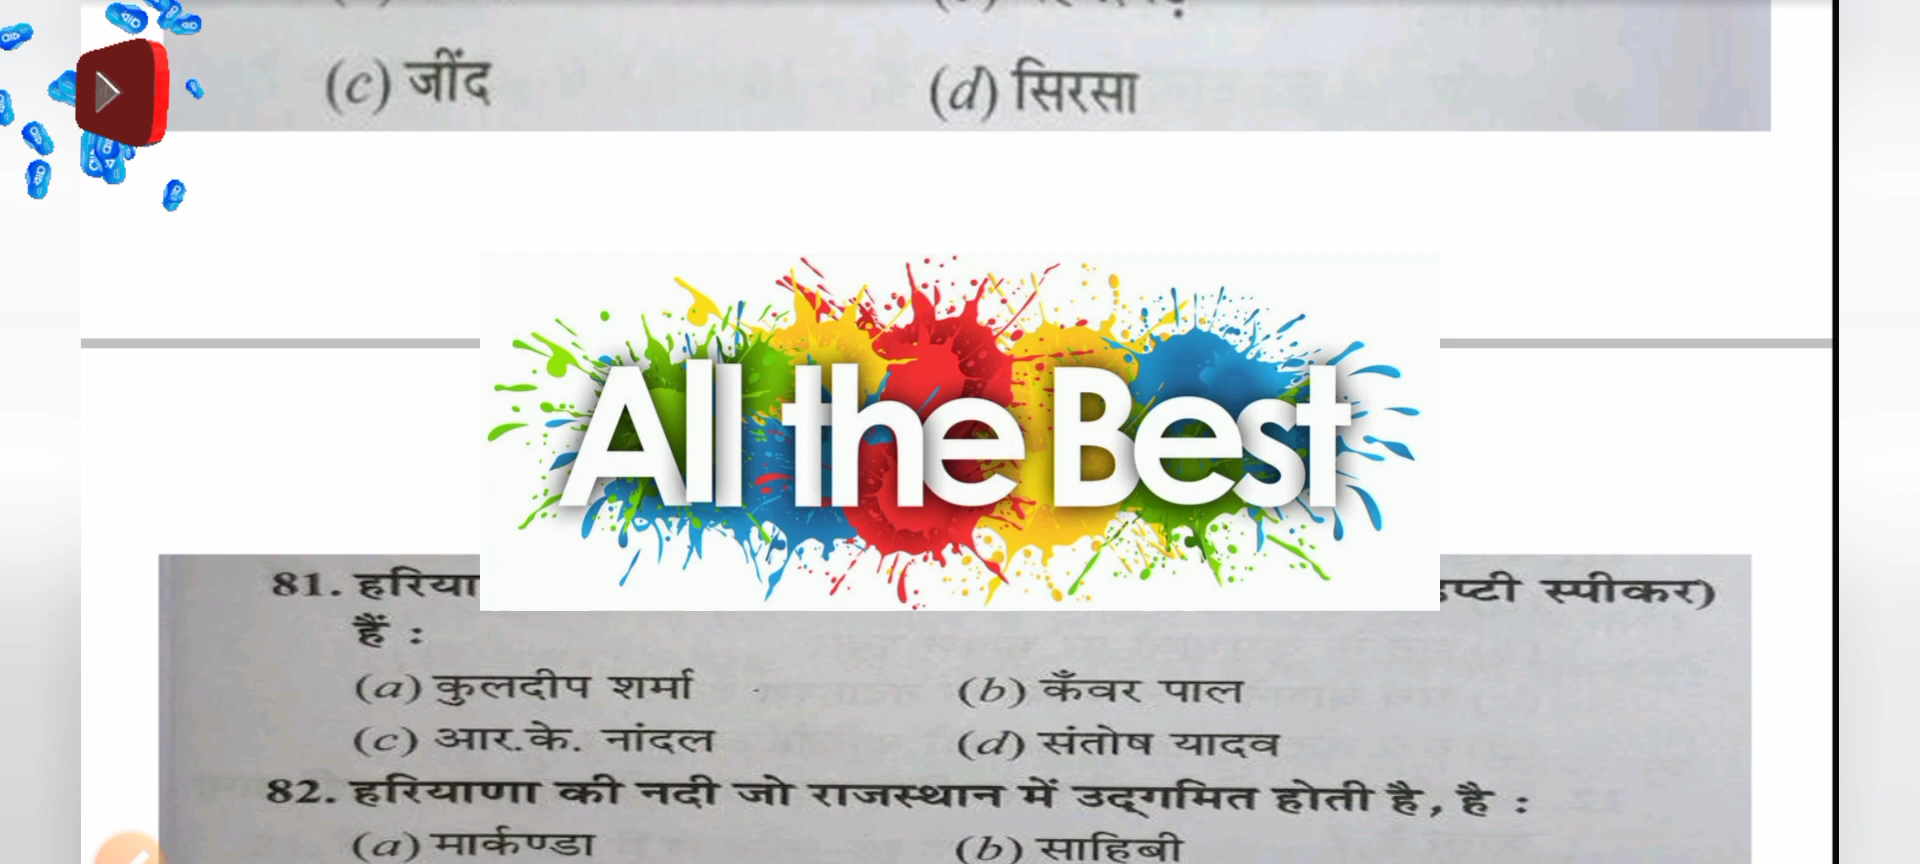 (c) जींद (d) सिरसा
All the Best
81. हरिया
स्पीकर)
हैं :
(a) कुलदीप शर्मा (b) कँवर पाल
(c) आर.के. नांदल (d) संतोष यादव
82. हरियाणा की नदी जो राजस्थान में उद्‌गमित होती है, है :
(a) मार्कण्डा (b) साहिबी